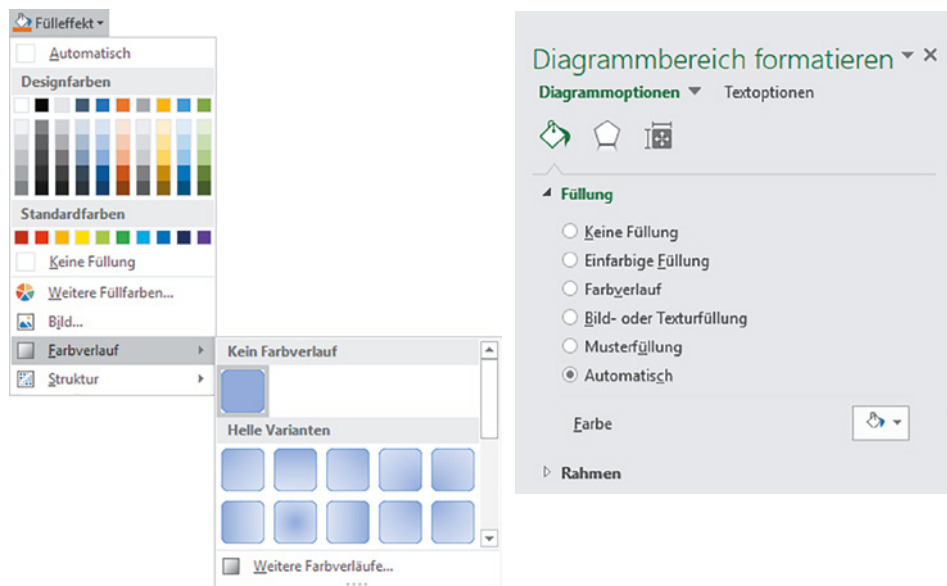 Fülleffekt
Automatisch
Designfarben
Standardfarben
Keine Füllung
Weitere Füllfarben...
Bild...
Farbverlauf
Struktur
Kein Farbverlauf
Helle Varianten
Weitere Farbverläufe...
Diagrammbereich formatieren
Diagrammoptionen Textoptionen
Füllung
Keine Füllung
Einfarbige Füllung
Farbverlauf
Bild- oder Texturfüllung
Musterfüllung
Automatisch
Farbe
Rahmen